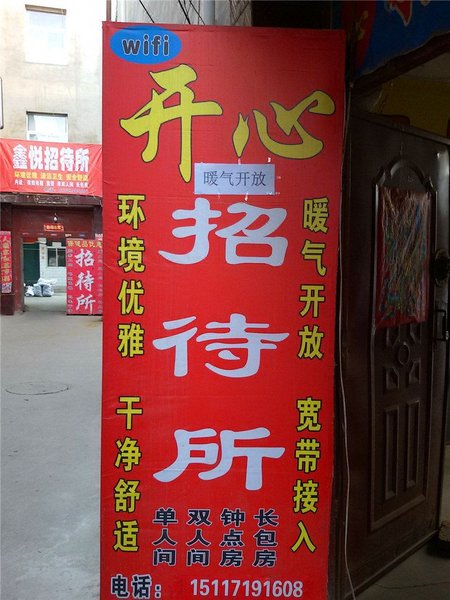 wifi
开心
暖气开放
招待所
环境优雅 干净舒适
暖气开放 宽带接入
单人间
双人间
钟点房
长包房
电话: 15117191608
鑫悦招待所
招待所